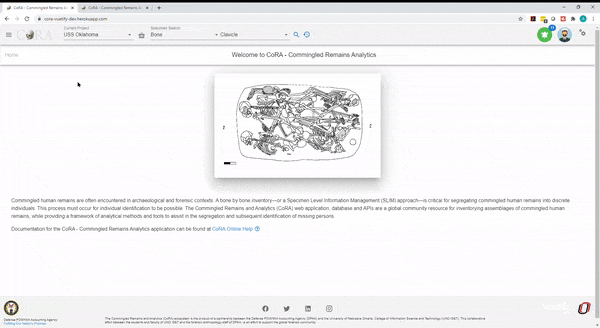 CoRA - Commingled Remains A
CoRA - Commingled Remains A
cora-vuetify-dev.herokuapp.com
CoRA
Current Project
USS Oklahoma
Specimen Search
Bone
Clavicle
Home
Welcome to CoRA - Commingled Remains Analytics
2
2
Commingled human remains are often encountered in archaeological and forensic contexts. A bone by bone inventory—or a Specimen Level Information Management (SLIM) approach—is critical for segregating commingled human remains into discrete
individuals. This process must occur for individual identification to be possible. The Commingled Remains and Analytics (CoRA) web application, database and APIs are a global community resource for inventorying assemblages of commingled human
remains, while providing a framework of analytical methods and tools to assist in the segregation and subsequent identification of missing persons.
Documentation for the CoRA - Commingled Remains Analytics application can be found at CoRA Online Help
Defense POW/MIA Accounting Agency
Fulfilling Our Nation's Promise
The Commingled Remains and Analytics (CoRA) ecosystem is the product of a partnership between the Defense POW/MIA Accounting Agency (DPAA) and the University of Nebraska Omaha, College of Information Science and Technology (UNO IS&T). This collaborative
effort between the students and faculty of UNO IS&T and the forensic anthropology staff of DPAA, is an effort to support the global forensic community.